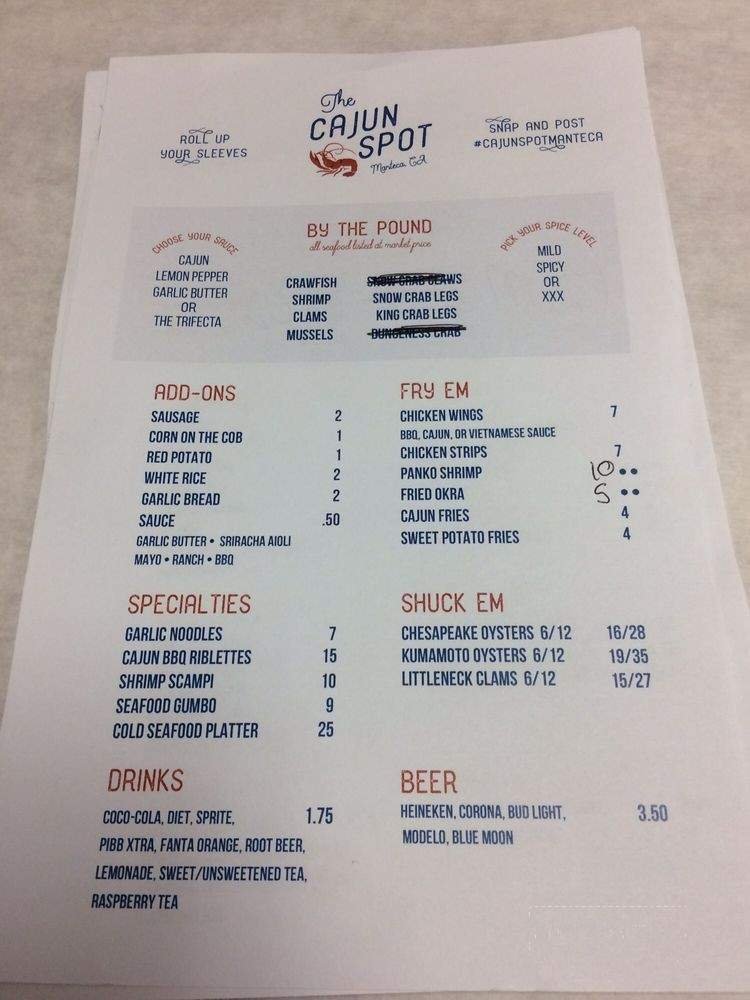 The
CAJUN
SPOT
Manteca, CA
ROLL UP
YOUR SLEEVES
SNAP AND POST
#CAJUNSPOTMANTECA
BY THE POUND
all seafood listed at market price
CHOOSE YOUR SAUCE
CAJUN
LEMON PEPPER
GARLIC BUTTER
OR
THE TRIFECTA
CRAWFISH
SHRIMP
CLAMS
MUSSELS
SNOW CRAB CLAWS
SNOW CRAB LEGS
KING CRAB LEGS
DUNGENESS CRAB
PICK YOUR SPICE LEVEL
MILD
SPICY
OR
XXX
ADD-ONS
SAUSAGE 2
CORN ON THE COB 1
RED POTATO 1
WHITE RICE 2
GARLIC BREAD 2
SAUCE .50
GARLIC BUTTER • SRIRACHA AIOLI
MAYO • RANCH • BBQ
FRY EM
CHICKEN WINGS 7
BBQ, CAJUN, OR VIETNAMESE SAUCE
CHICKEN STRIPS 7
PANKO SHRIMP 10 ••
FRIED OKRA 5 ••
CAJUN FRIES 4
SWEET POTATO FRIES 4
SPECIALTIES
GARLIC NOODLES 7
CAJUN BBQ RIBLETTES 15
SHRIMP SCAMPI 10
SEAFOOD GUMBO 9
COLD SEAFOOD PLATTER 25
SHUCK EM
CHESAPEAKE OYSTERS 6/12 16/28
KUMAMOTO OYSTERS 6/12 19/35
LITTLENECK CLAMS 6/12 15/27
DRINKS
COCO-COLA, DIET, SPRITE, 1.75
PIBB XTRA, FANTA ORANGE, ROOT BEER,
LEMONADE, SWEET/UNSWEETENED TEA,
RASPBERRY TEA
BEER
HEINEKEN, CORONA, BUD LIGHT, 3.50
MODELO, BLUE MOON